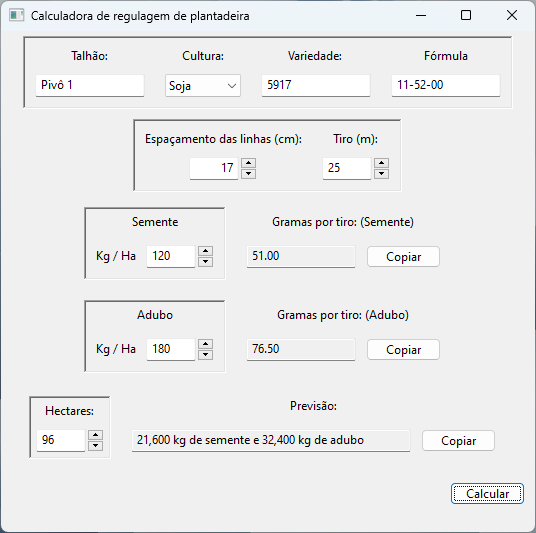 Calculadora de regulagem de plantadeira
Talhão: Cultura: Variedade: Fórmula
Pivô 1 Soja 5917 11-52-00
Espaçamento das linhas (cm): Tiro (m):
17 25
Semente Gramas por tiro: (Semente)
Kg / Ha 120 51.00 Copiar
Adubo Gramas por tiro: (Adubo)
Kg / Ha 180 76.50 Copiar
Hectares: Previsão:
96 21,600 kg de semente e 32,400 kg de adubo Copiar
Calcular